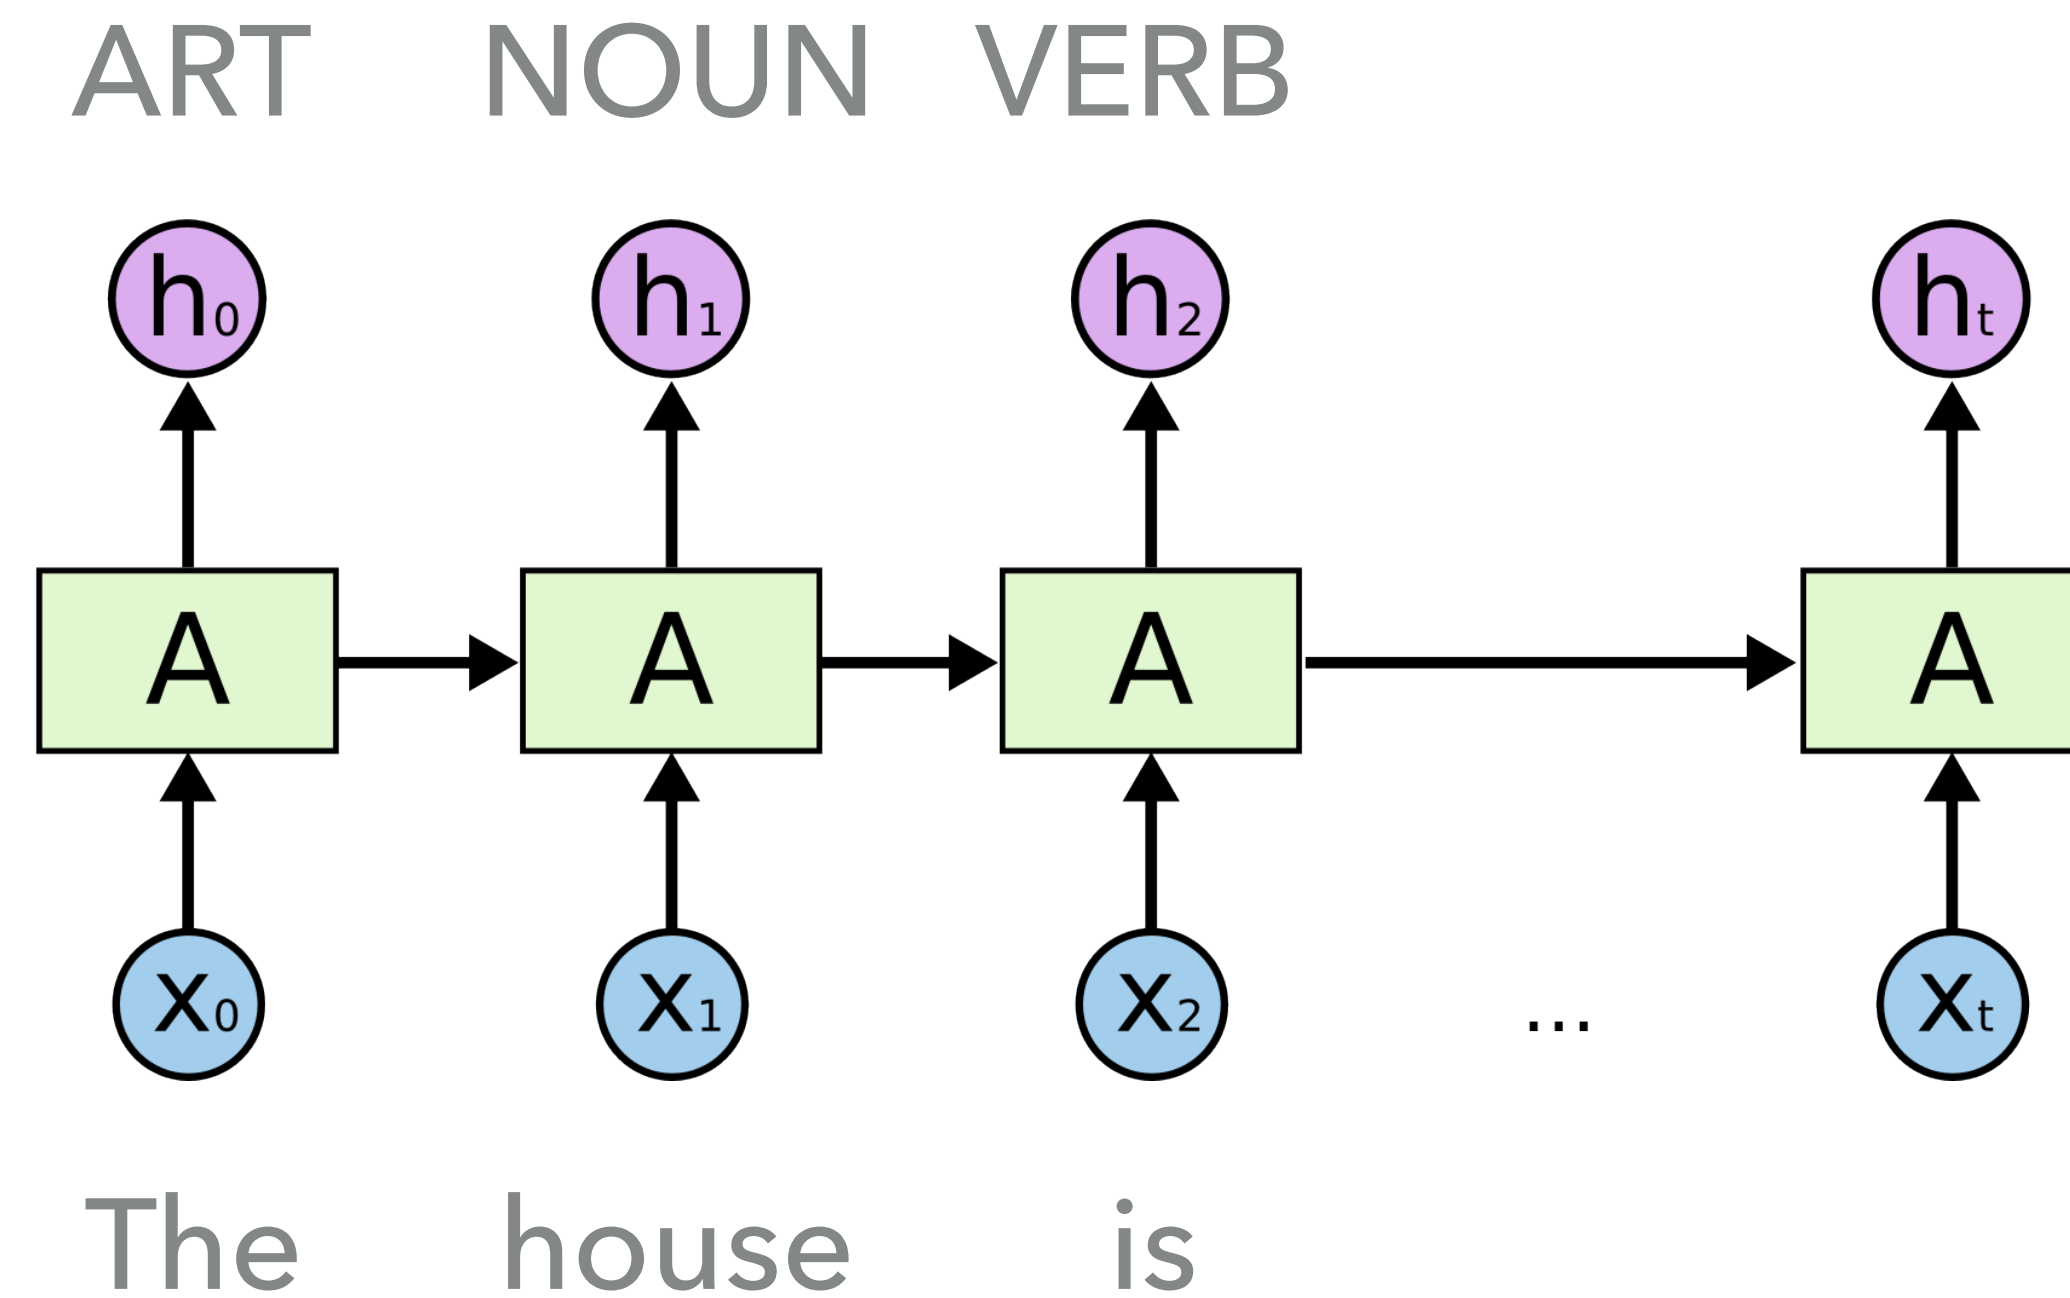 ART NOUN VERB
h0 h1 h2 ht
A A A A
x0 x1 x2 ... xt
The house is